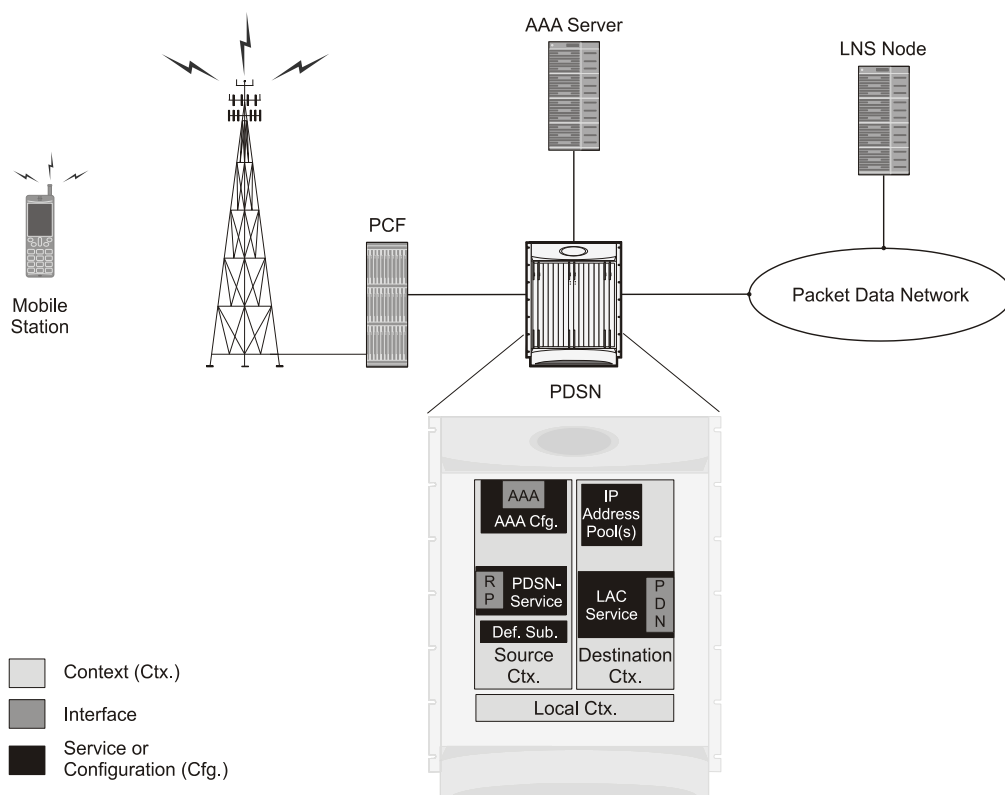 AAA Server
LNS Node
PCF
Mobile
Station
Packet Data Network
PDSN
AAA
AAA Cfg.
IP
Address
Pool(s)
R
P
PDSN-
Service
LAC
Service
P
D
N
Def. Sub.
Source
Ctx.
Destination
Ctx.
Local Ctx.
Context (Ctx.)
Interface
Service or
Configuration (Cfg.)